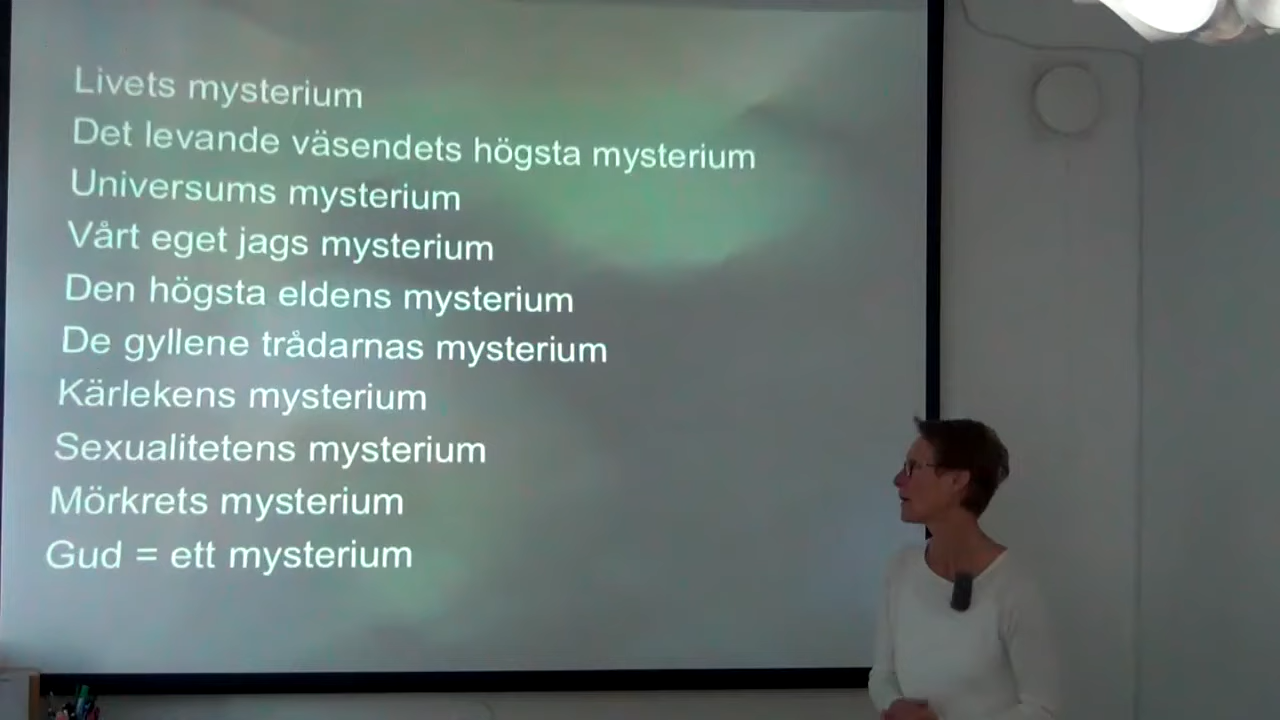 Livets mysterium
Det levande väsendets högsta mysterium
Universums mysterium
Vårt eget jags mysterium
Den högsta eldens mysterium
De gyllene trådarnas mysterium
Kärlekens mysterium
Sexualitetens mysterium
Mörkrets mysterium
Gud = ett mysterium